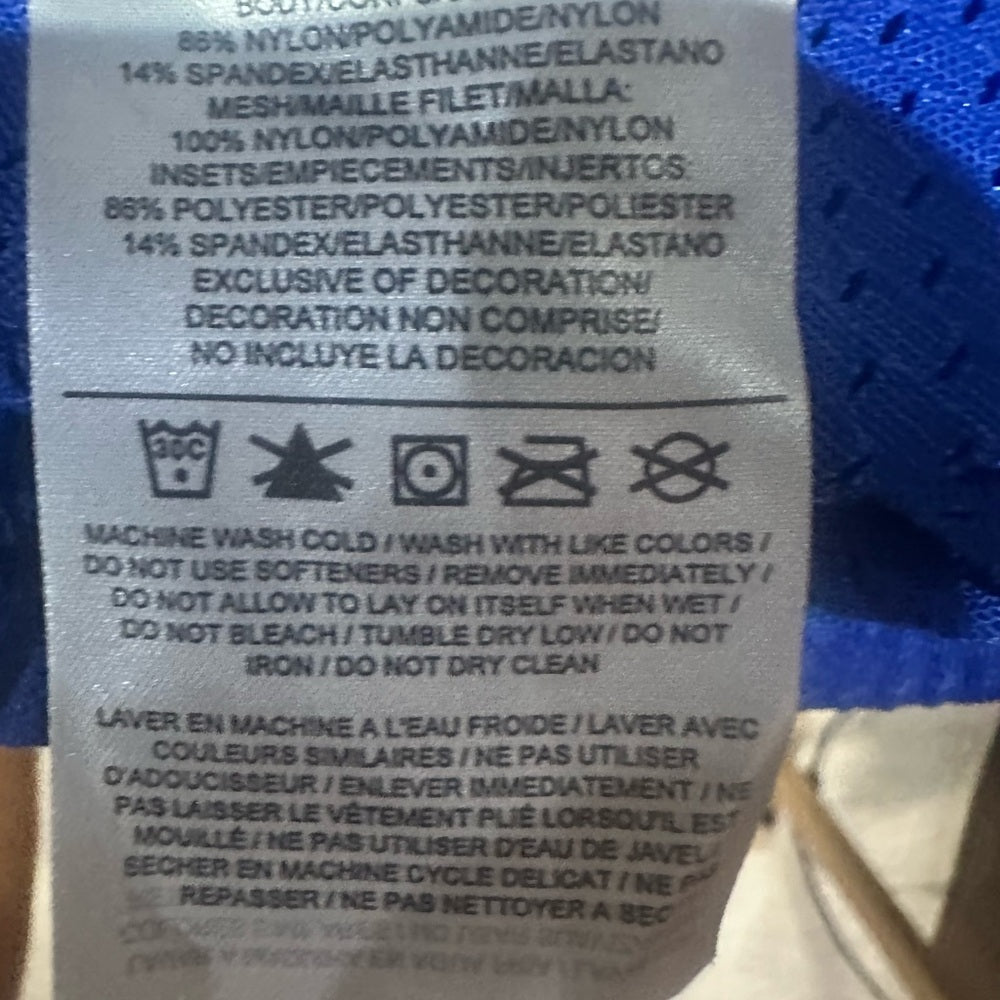 BODY/
86% NYLON/POLYAMIDE/NYLON
14% SPANDEX/ELASTHANNE/ELASTANO
MESH/MAILLE FILET/MALLA:
100% NYLON/POLYAMIDE/NYLON
INSETS/EMPIECEMENTS/INJERTOS:
86% POLYESTER/POLYESTER/POLIESTER
14% SPANDEX/ELASTHANNE/ELASTANO
EXCLUSIVE OF DECORATION/
DECORATION NON COMPRISE/
NO INCLUYE LA DECORACION
30C
MACHINE WASH COLD / WASH WITH LIKE COLORS /
DO NOT USE SOFTENERS / REMOVE IMMEDIATELY /
DO NOT ALLOW TO LAY ON ITSELF WHEN WET /
DO NOT BLEACH / TUMBLE DRY LOW / DO NOT
IRON / DO NOT DRY CLEAN
LAVER EN MACHINE A L'EAU FROIDE / LAVER AVEC
COULEURS SIMILAIRES / NE PAS UTILISER
D'ADOUCISSEUR / ENLEVER IMMEDIATEMENT / NE
PAS LAISSER LE VÊTEMENT PLIÉ LORSQU'IL EST
MOUILLÉ / NE PAS UTILISER D'EAU DE JAVEL
SECHER EN MACHINE CYCLE DELICAT / NE
REPASSER / NE PAS NETTOYER A SEC